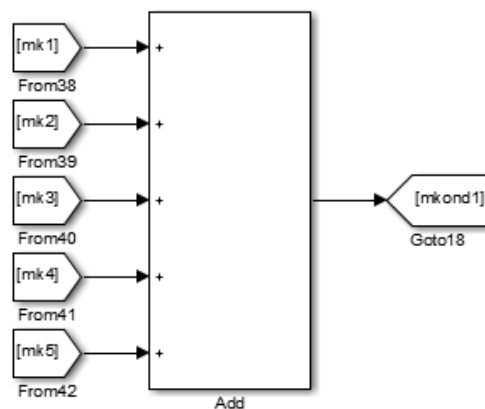 [mk1]
From38
+
[mk2]
From39
+
[mk3]
From40
+
[mkond1]
Goto18
[mk4]
From41
+
[mk5]
From42
+
Add